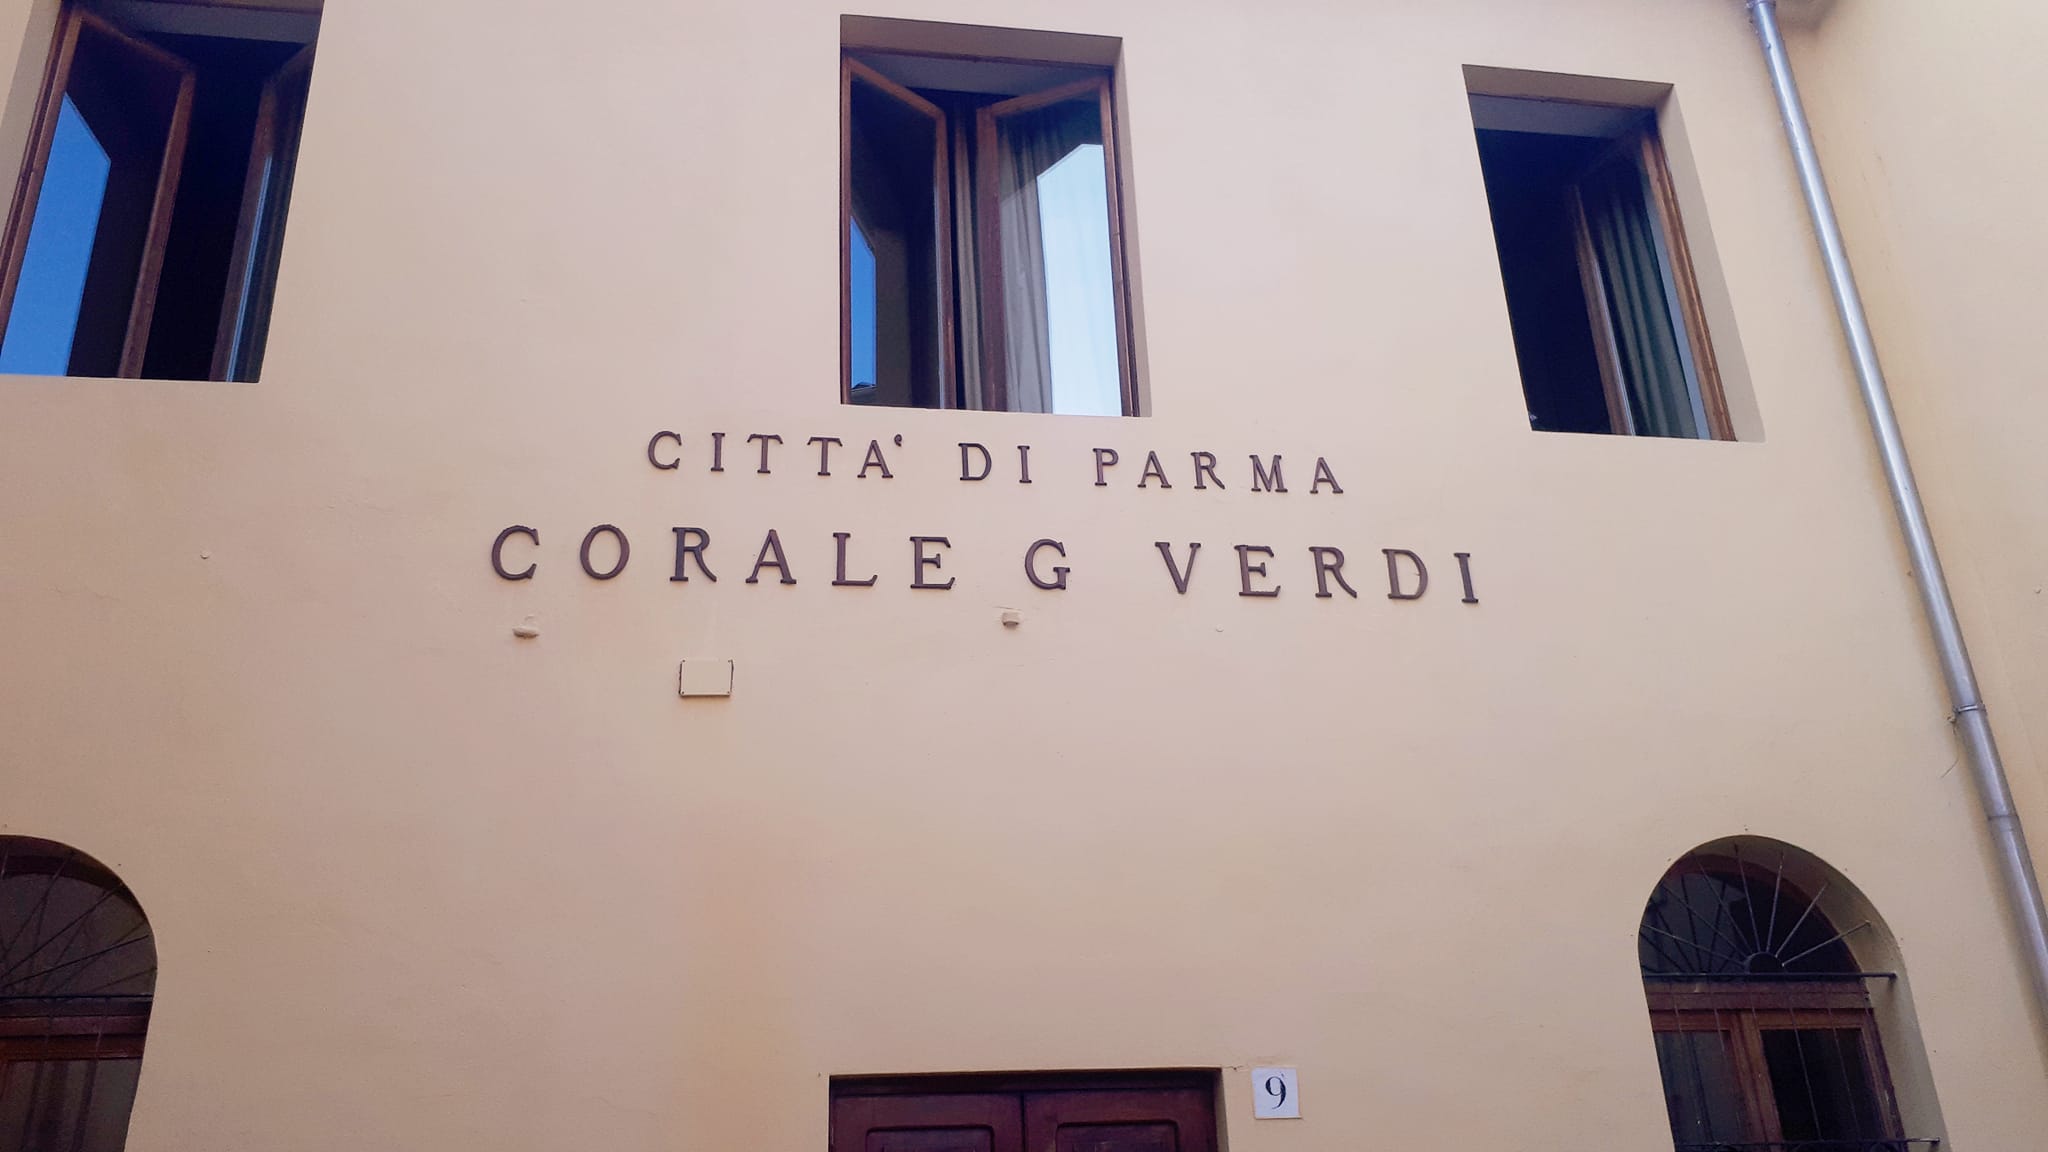 CITTA' DI PARMA
CORALE G VERDI
9